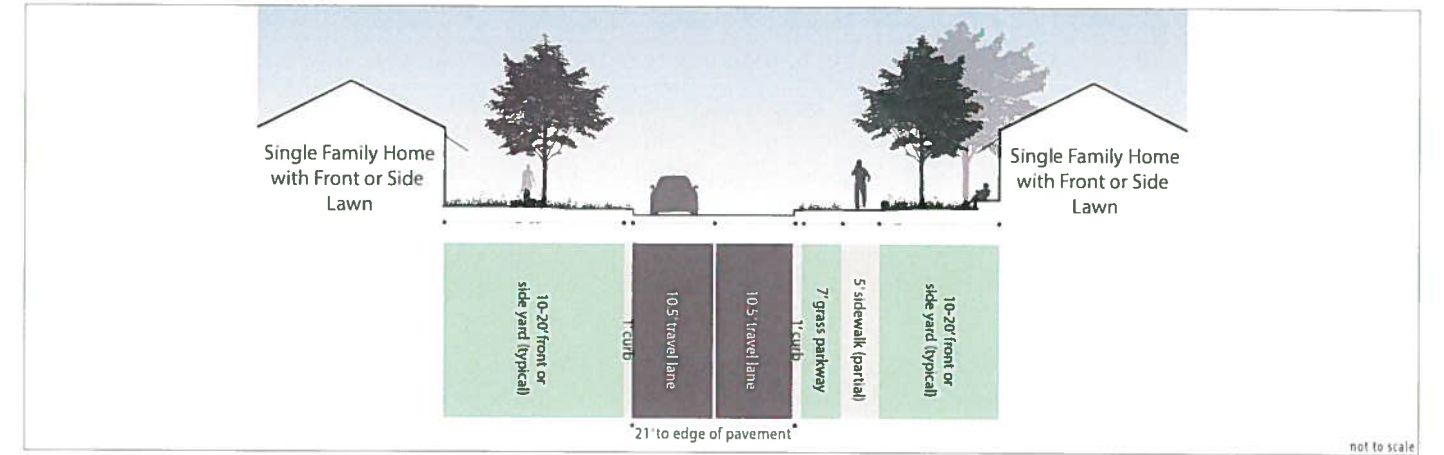 Single Family Home
with Front or Side
Lawn
Single Family Home
with Front or Side
Lawn
10-20' front or
side yard (typical)
1' curb
10.5' travel lane
10.5' travel lane
1' curb
7' grass parkway
5' sidewalk (partial)
10-20' front or
side yard (typical)
21' to edge of pavement
not to scale